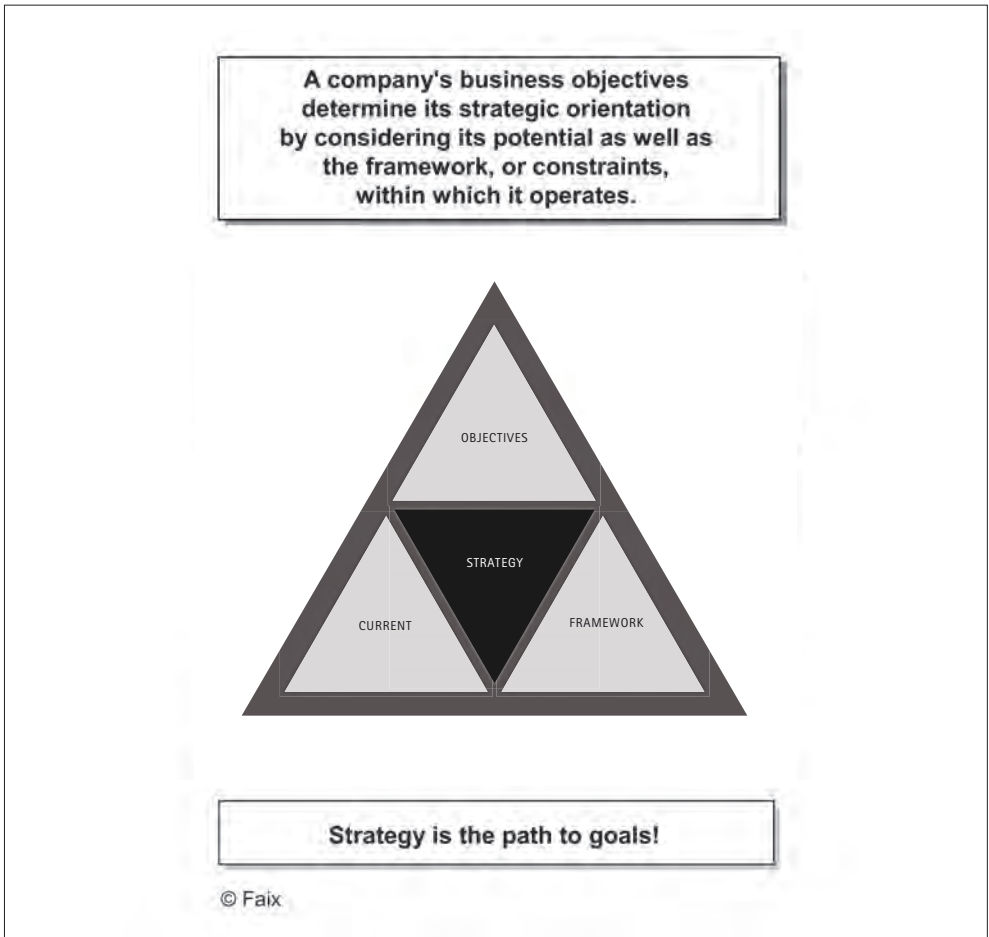 A company's business objectives
determine its strategic orientation
by considering its potential as well as
the framework, or constraints,
within which it operates.
OBJECTIVES
STRATEGY
CURRENT
FRAMEWORK
Strategy is the path to goals!
© Faix